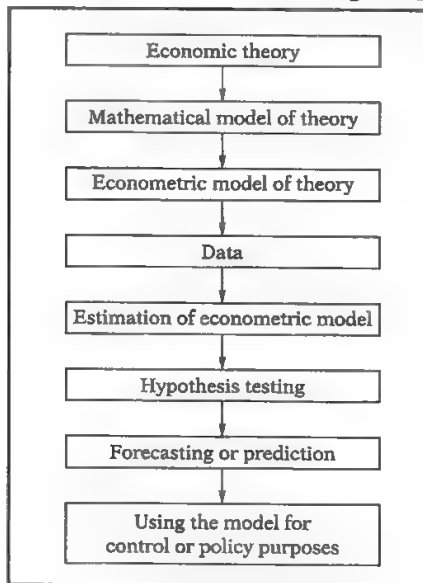 Economic theory
Mathematical model of theory
Econometric model of theory
Data
Estimation of econometric model
Hypothesis testing
Forecasting or prediction
Using the model for
control or policy purposes